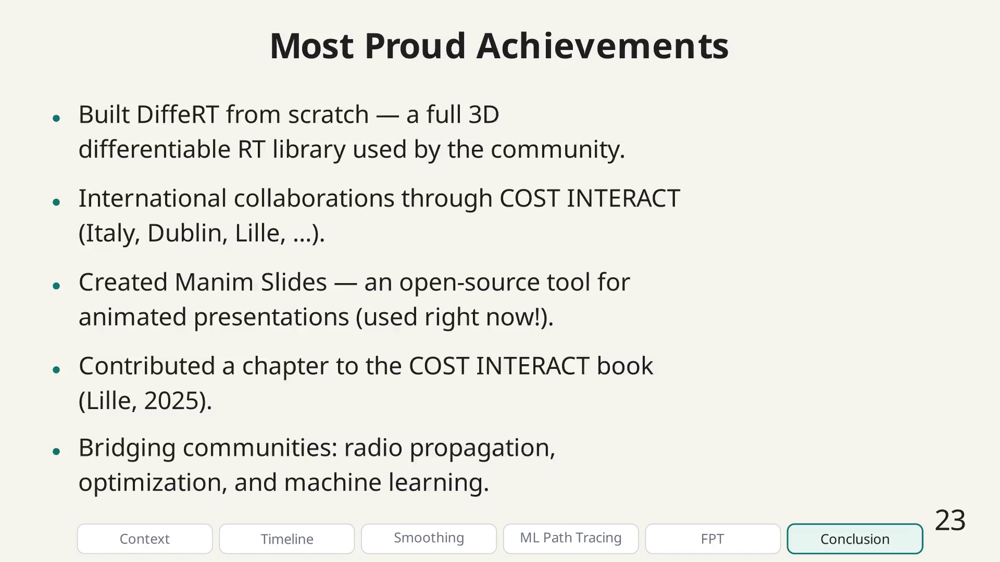 Most Proud Achievements
• Built DiffeRT from scratch — a full 3D
differentiable RT library used by the community.
• International collaborations through COST INTERACT
(Italy, Dublin, Lille, ...).
• Created Manim Slides — an open-source tool for
animated presentations (used right now!).
• Contributed a chapter to the COST INTERACT book
(Lille, 2025).
• Bridging communities: radio propagation,
optimization, and machine learning.
Context
Timeline
Smoothing
ML Path Tracing
FPT
Conclusion
23